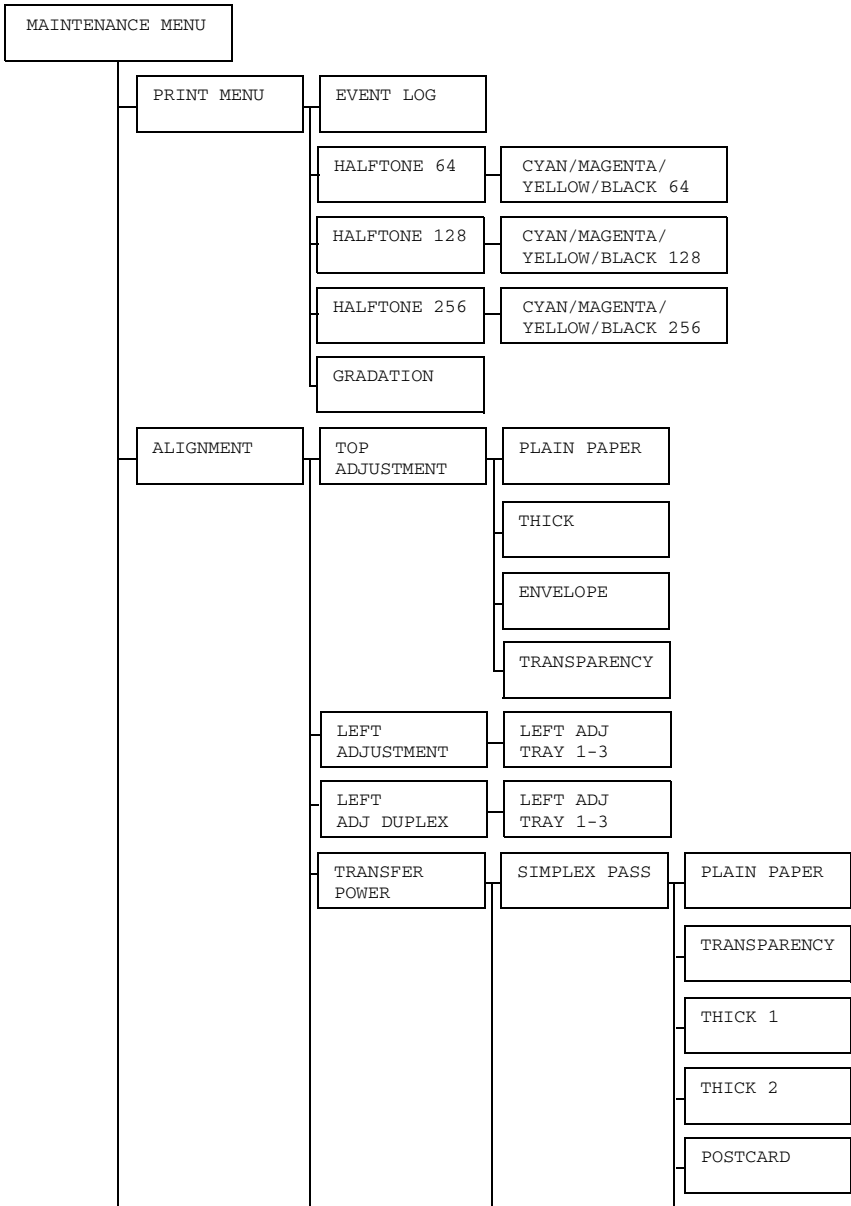 MAINTENANCE MENU
PRINT MENU
EVENT LOG
HALFTONE 64
CYAN/MAGENTA/
YELLOW/BLACK 64
HALFTONE 128
CYAN/MAGENTA/
YELLOW/BLACK 128
HALFTONE 256
CYAN/MAGENTA/
YELLOW/BLACK 256
GRADATION
ALIGNMENT
TOP
ADJUSTMENT
PLAIN PAPER
THICK
ENVELOPE
TRANSPARENCY
LEFT
ADJUSTMENT
LEFT ADJ
TRAY 1-3
LEFT
ADJ DUPLEX
LEFT ADJ
TRAY 1-3
TRANSFER
POWER
SIMPLEX PASS
PLAIN PAPER
TRANSPARENCY
THICK 1
THICK 2
POSTCARD